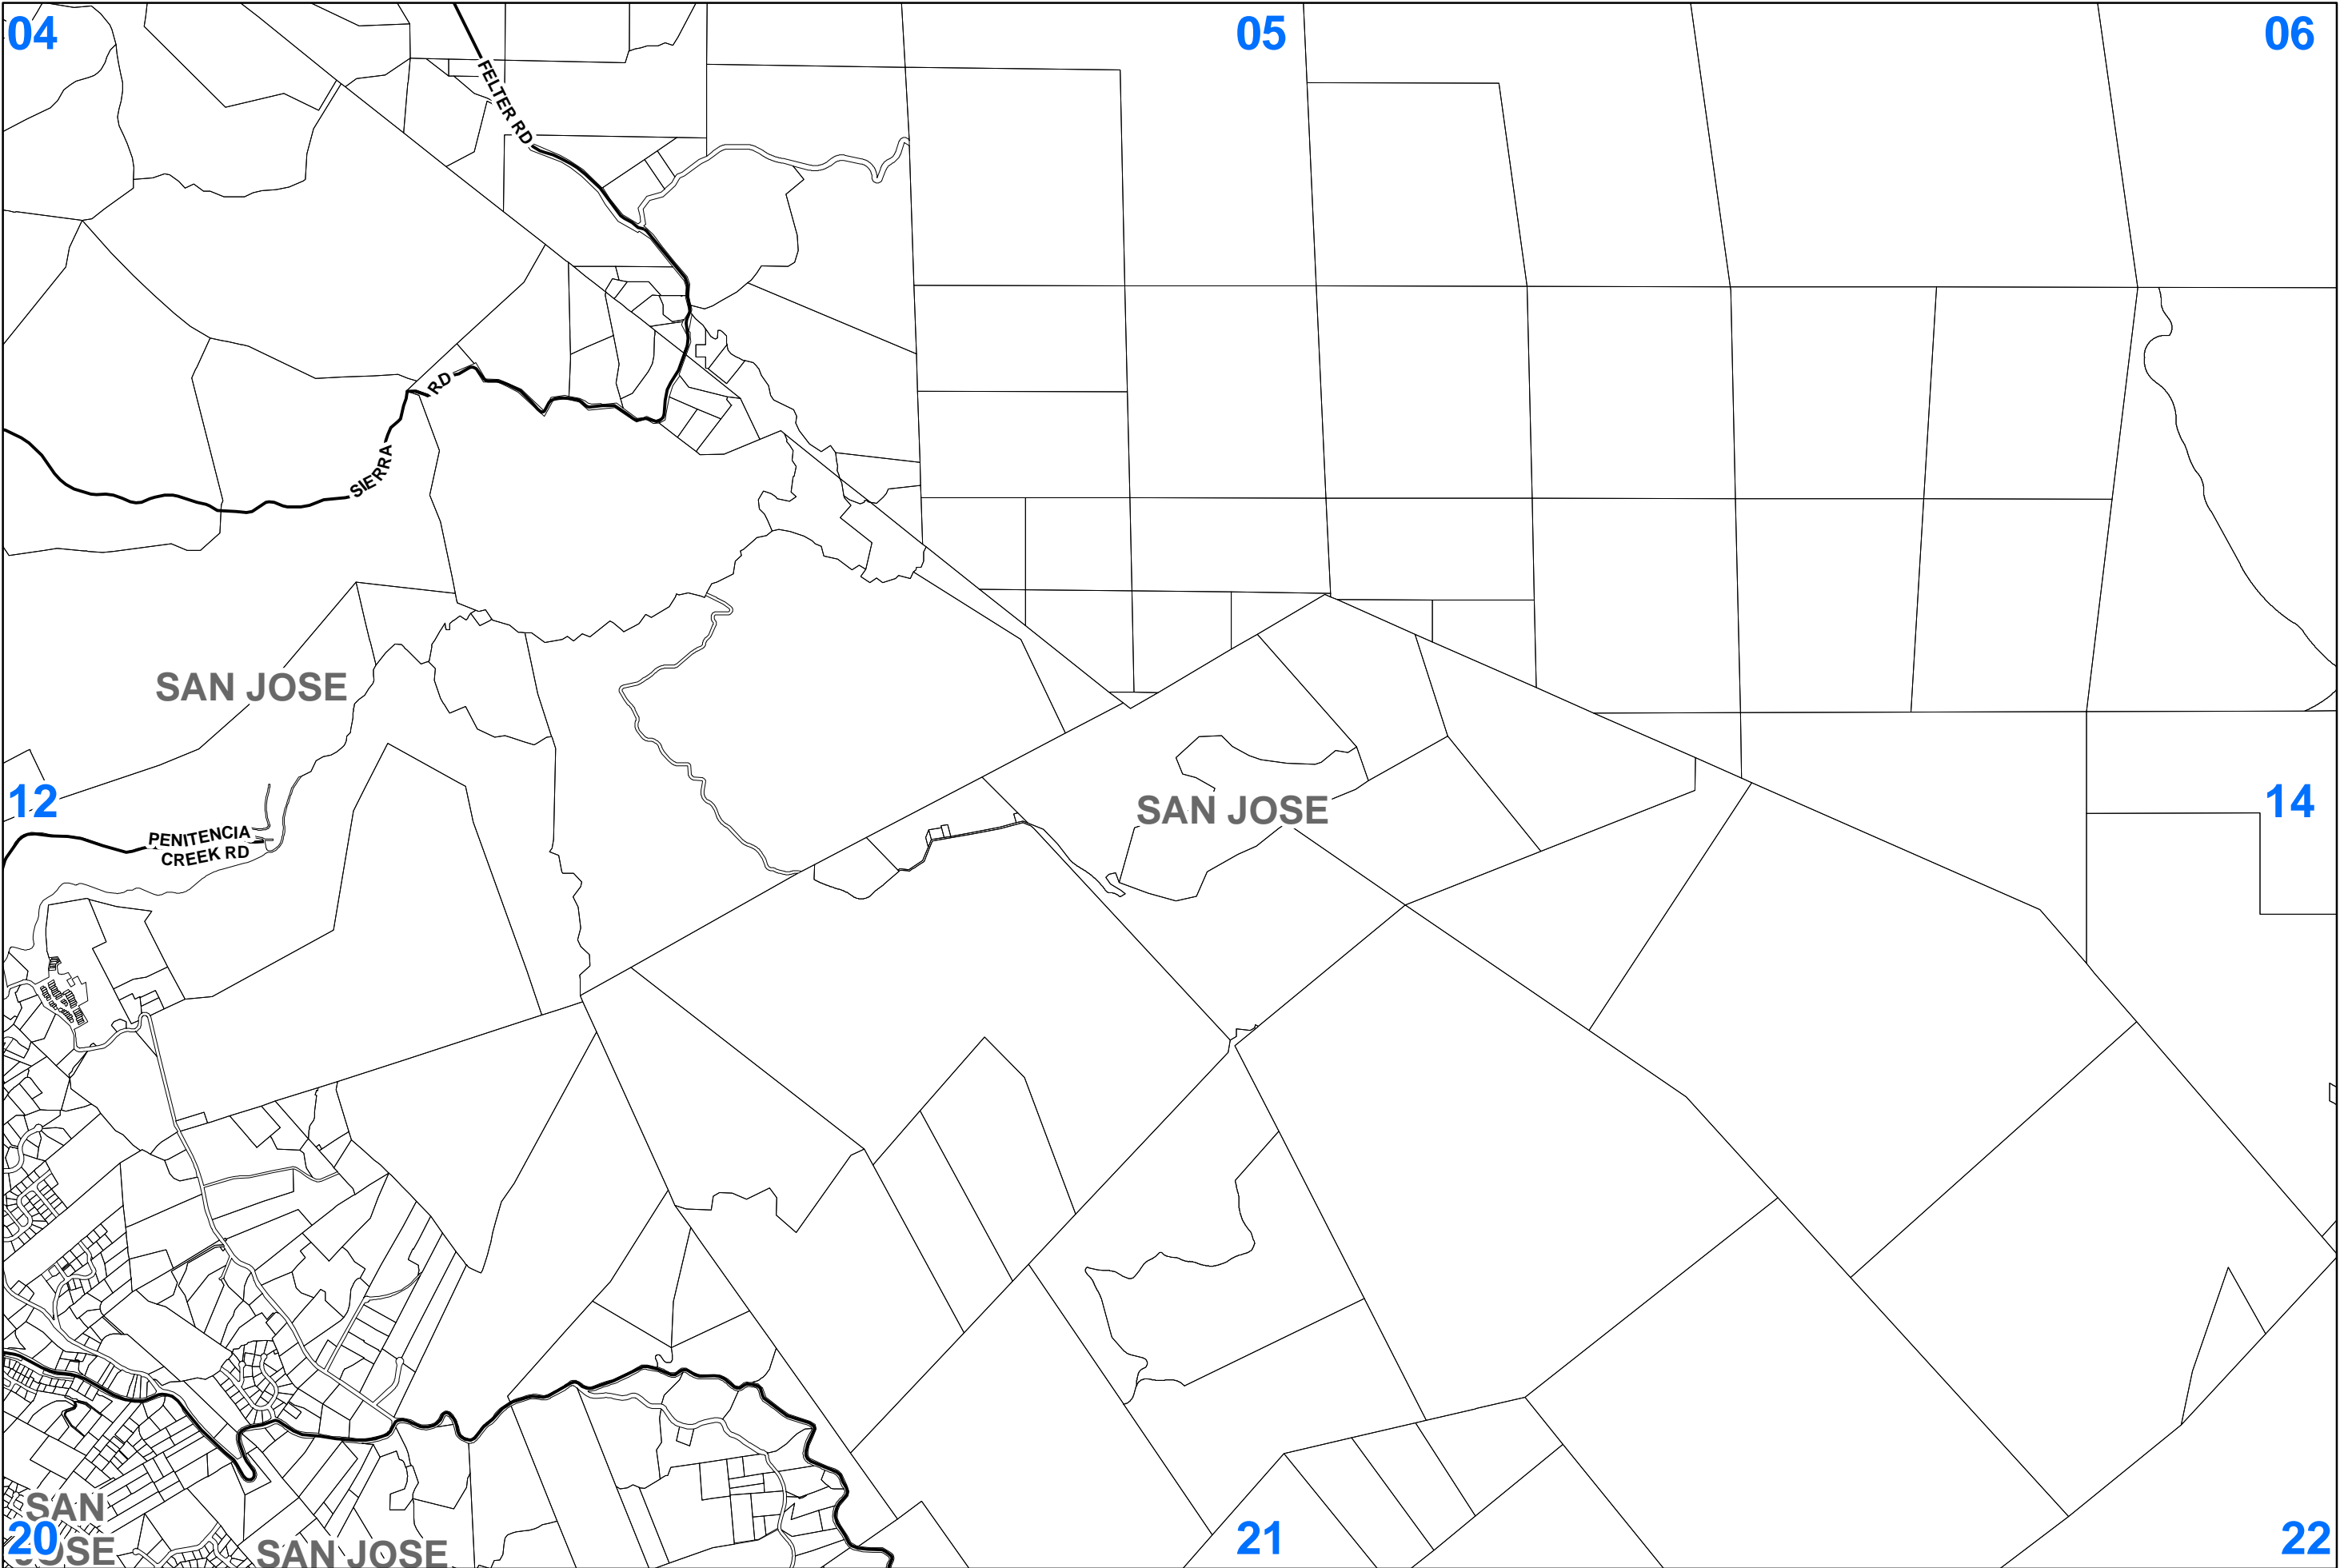 04
05
06
FELTER RD
SIERRA RD
SAN JOSE
12
PENITENCIA
CREEK RD
SAN JOSE
14
SAN
JOSE
20
SAN JOSE
21
22